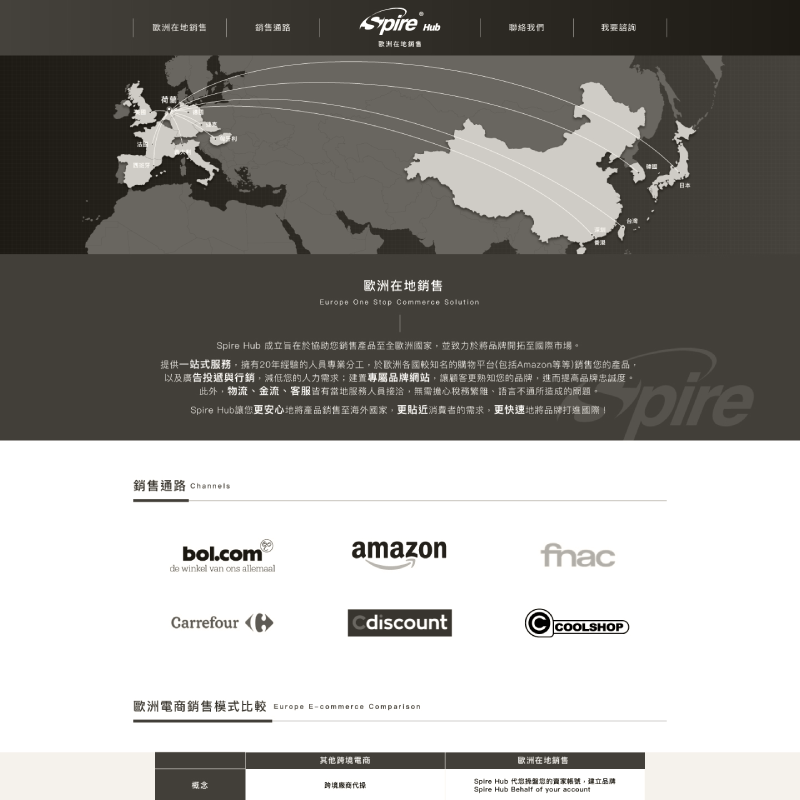 歐洲在地銷售
銷售通路
Spire® Hub
歐洲在地銷售
聯絡我們
我要諮詢
荷蘭
法國
韓國
日本
台灣
香港
歐洲在地銷售
Europe One Stop Commerce Solution
Spire Hub 成立旨在於協助您銷售產品至全歐洲國家，並致力於將品牌開拓至國際市場。
提供一站式服務，擁有20年經驗的人員專業分工，於歐洲各國較知名的購物平台(包括Amazon等等)銷售您的產品，
以及廣告投遞與行銷，減低您的人力需求；建置專屬品牌網站，讓顧客更熟知您的品牌，進而提高品牌忠誠度。
此外，物流、金流、客服皆有當地服務人員接洽，無需擔心稅務繁雜，語言不通所造成的問題。
Spire Hub讓您更安心地將產品銷售至海外國家，更貼近消費者的需求，更快速地將品牌打進國際！
Spire
銷售通路 Channels
bol.com
de winkel van ons allemaal
amazon
fnac
Carrefour
Cdiscount
C COOLSHOP
歐洲電商銷售模式比較 Europe E-commerce Comparison
其他跨境電商
歐洲在地銷售
概念
跨境廠商代操
Spire Hub 代您操盤您的賣家帳號，建立品牌
Spire Hub Behalf of your account